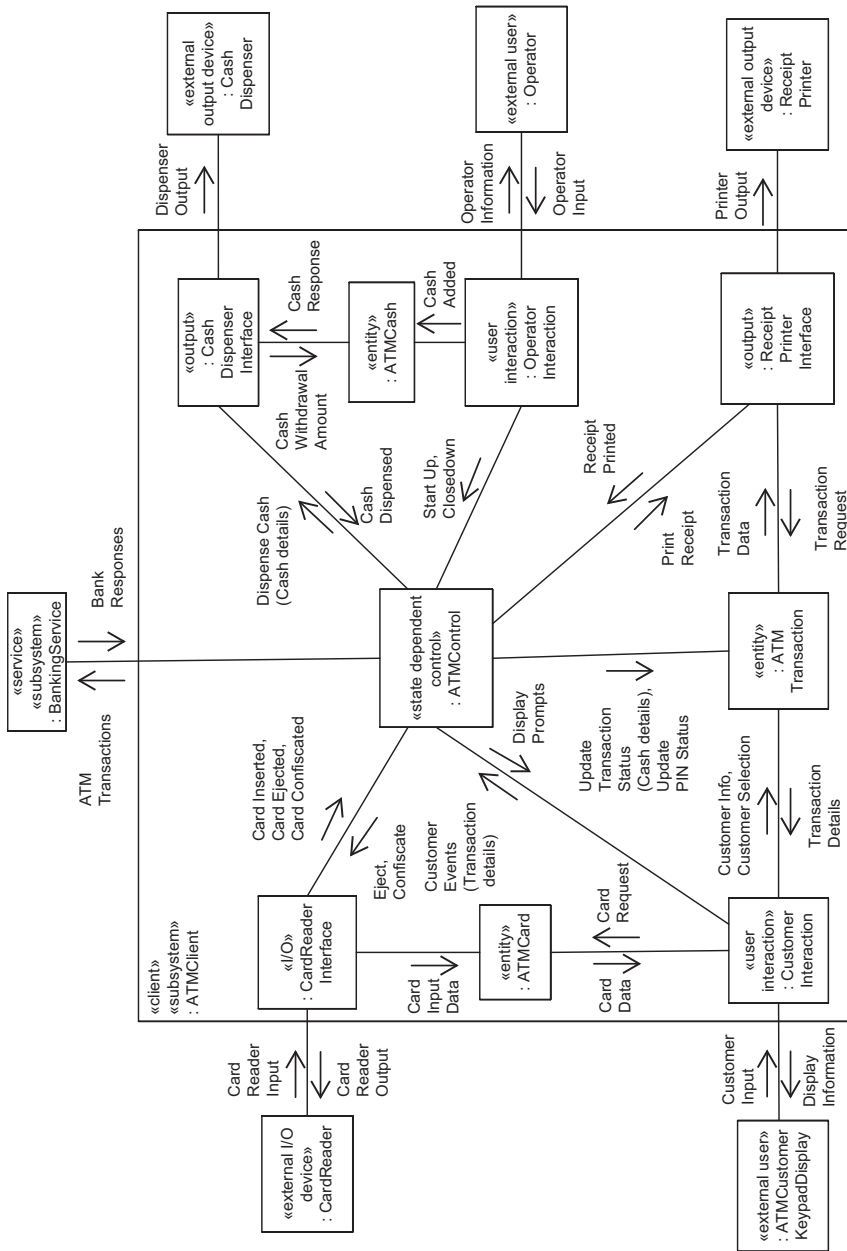 «service»
«subsystem»
: BankingService
ATM
Transactions
Bank
Responses
«client»
«subsystem»
: ATMClient
«external I/O
device»
: CardReader
Card
Reader
Input
Card
Reader
Output
«I/O»
: CardReader
Interface
Card Inserted,
Card Ejected,
Card Confiscated
Eject,
Confiscate
Dispense Cash
(Cash details)
Cash
Dispensed
«output»
: Cash
Dispenser
Interface
Dispenser
Output
«external
output device»
: Cash
Dispenser
Cash
Withdrawal
Amount
Cash
Response
«entity»
: ATMCash
Cash
Added
Card
Input
Data
«entity»
: ATMCard
Card
Data
Card
Request
Customer
Events
(Transaction
details)
Display
Prompts
«state dependent
control»
: ATMControl
Start Up,
Closedown
«user
interaction»
: Operator
Interaction
Operator
Information
Operator
Input
«external user»
: Operator
Update
Transaction
Status
(Cash details),
Update
PIN Status
Print
Receipt
Receipt
Printed
«external user»
: ATMCustomer
KeypadDisplay
Customer
Input
Display
Information
«user
interaction»
: Customer
Interaction
Customer Info,
Customer Selection
Transaction
Details
«entity»
: ATM
Transaction
Transaction
Data
Transaction
Request
«output»
: Receipt
Printer
Interface
Printer
Output
«external output
device»
: Receipt
Printer